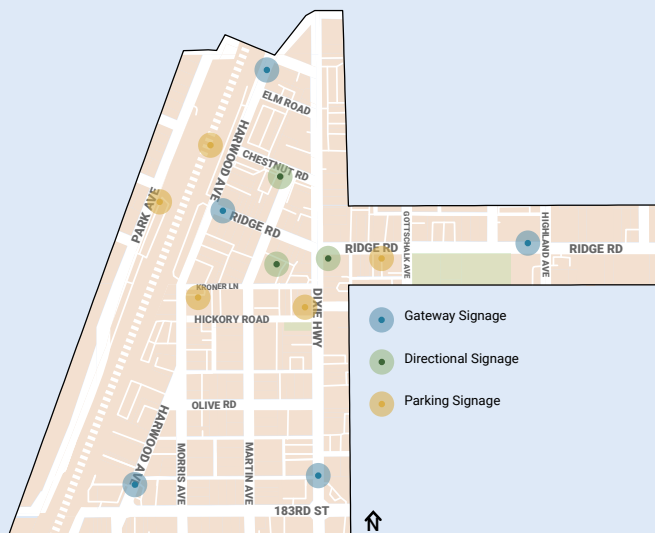 ELM ROAD
HARWOOD AVE
CHESTNUT RD
PARK AVE
RIDGE RD
GOTTSCHALK AVE
HIGHLAND AVE
RIDGE RD
RIDGE RD
KRONER LN
DIXIE HWY
HICKORY ROAD
Gateway Signage
Directional Signage
Parking Signage
OLIVE RD
HARWOOD AVE
MORRIS AVE
MARTIN AVE
183RD ST
N